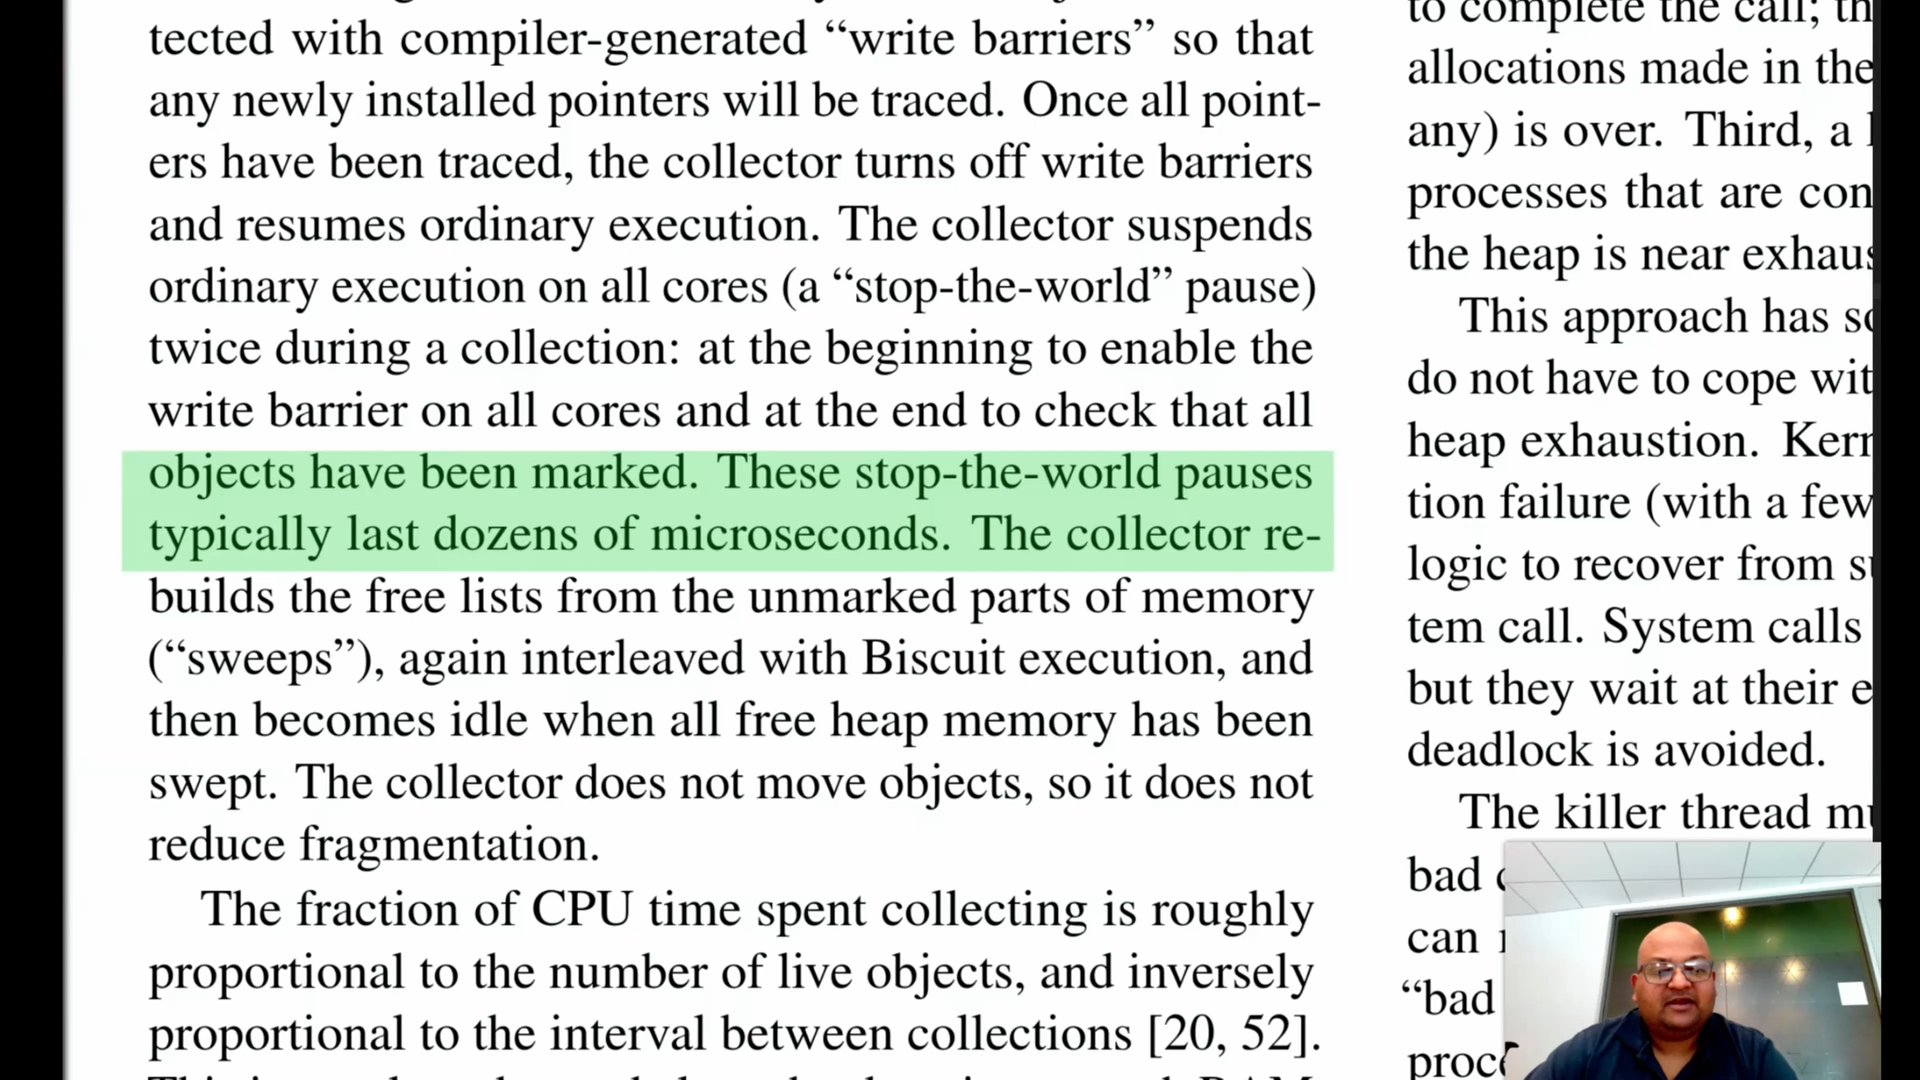 tected with compiler-generated “write barriers” so that
any newly installed pointers will be traced. Once all point-
ers have been traced, the collector turns off write barriers
and resumes ordinary execution. The collector suspends
ordinary execution on all cores (a “stop-the-world” pause)
twice during a collection: at the beginning to enable the
write barrier on all cores and at the end to check that all
objects have been marked. These stop-the-world pauses
typically last dozens of microseconds. The collector re-
builds the free lists from the unmarked parts of memory
(“sweeps”), again interleaved with Biscuit execution, and
then becomes idle when all free heap memory has been
swept. The collector does not move objects, so it does not
reduce fragmentation.
The fraction of CPU time spent collecting is roughly
proportional to the number of live objects, and inversely
proportional to the interval between collections [20, 52].
to complete the call;
allocations made in the
any) is over. Third, a
processes that are con
the heap is near exhaus
This approach has
do not have to cope wit
heap exhaustion. Kern
tion failure (with a few
logic to recover from
tem call. System calls
but they wait at their
deadlock is avoided.
The killer thread
bad
can
“bad
proc